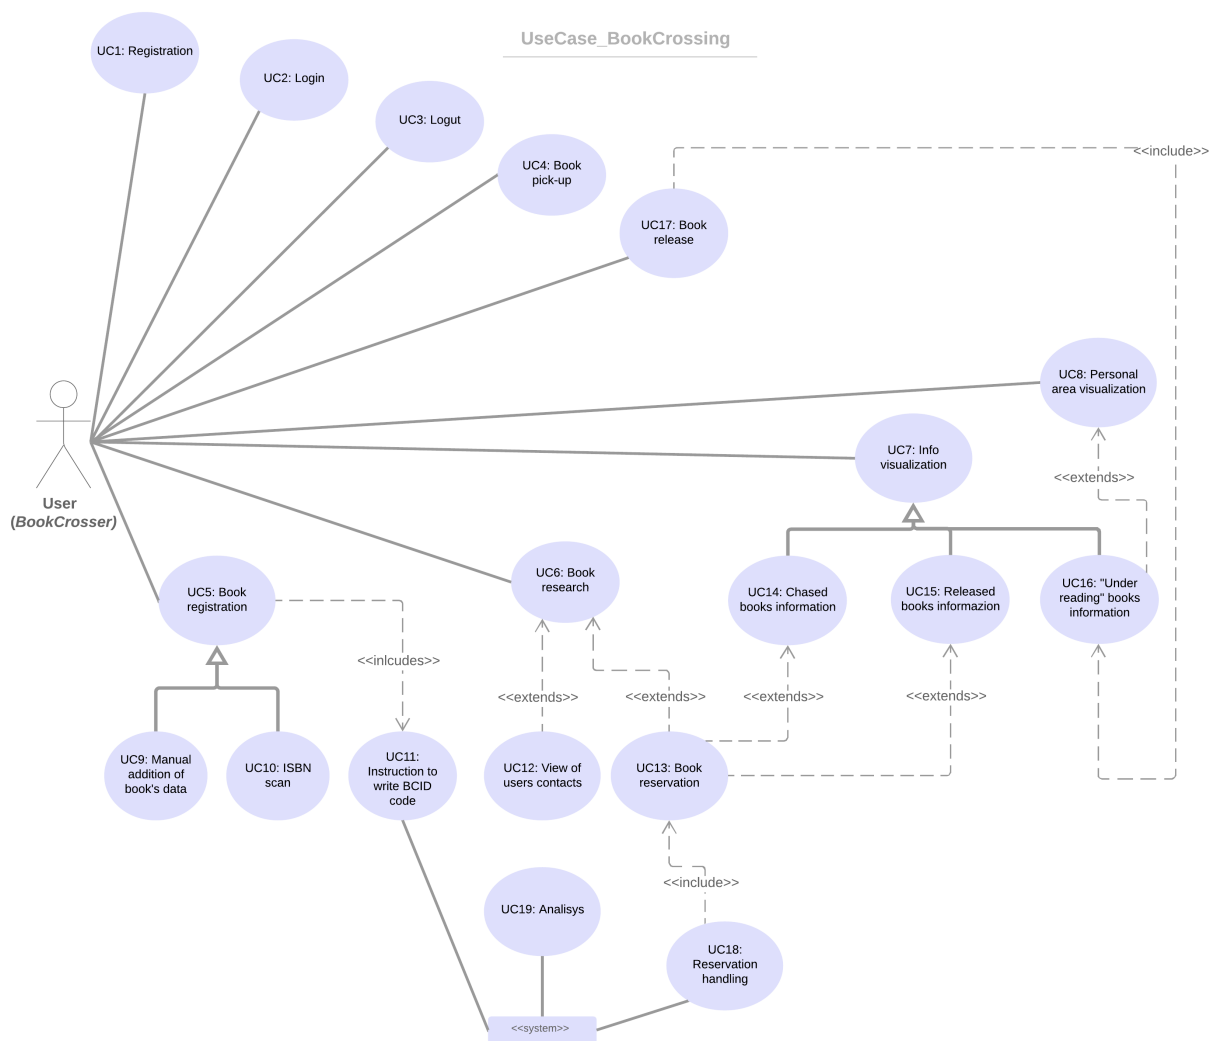 UseCase_BookCrossing
UC1: Registration
UC2: Login
UC3: Logut
UC4: Book
pick-up
<<include>>
UC17: Book
release
UC8: Personal
area visualization
UC7: Info
visualization
<<extends>>
User
(BookCrosser)
UC5: Book
registration
UC6: Book
research
UC14: Chased
books information
UC15: Released
books informazion
UC16: "Under
reading" books
information
<<inlcudes>>
<<extends>>
<<extends>>
<<extends>>
<<extends>>
UC9: Manual
addition of
book's data
UC10: ISBN
scan
UC11:
Instruction to
write BCID
code
UC12: View of
users contacts
UC13: Book
reservation
<<include>>
UC19: Analisys
UC18:
Reservation
handling
<<system>>